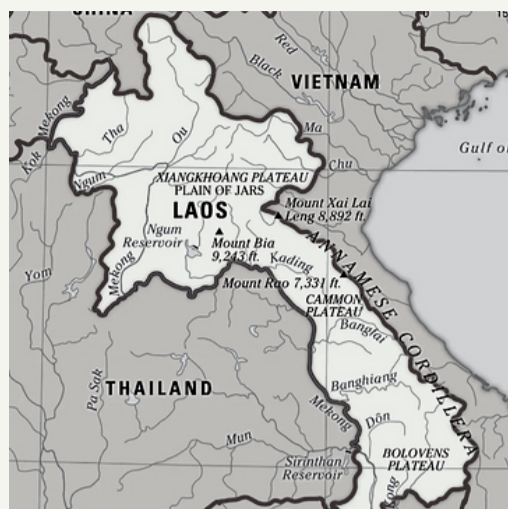 CHINA
Red
Black
VIETNAM
Mekong
Tha
Ou
Ma
Kok
Chu
Gulf o
Ngum
XIANGKHOANG PLATEAU
PLAIN OF JARS
LAOS
Mount Xai Lai
Leng 8,892 ft.
Ngum
Reservoir
Mount Bia
9,243 ft.
Kading
ANNAMESE CORDILLERA
Yom
Mekong
Mount Rao 7,331 ft.
CAMMON
PLATEAU
Bangfai
THAILAND
Pa Sak
Banghiang
Mekong
Dôn
Mun
Sirinthan
Reservoir
BOLOVENS
PLATEAU
Kong